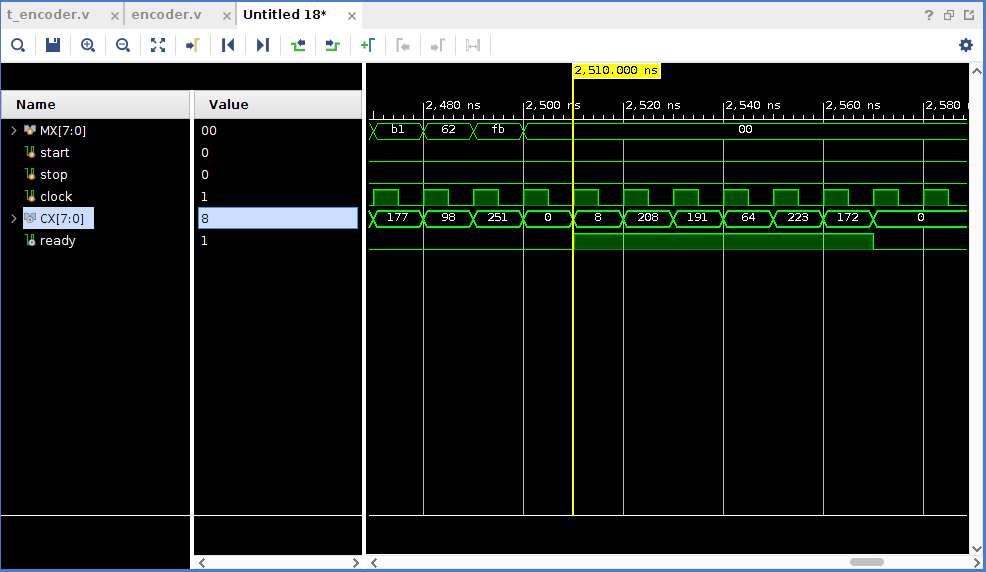 t_encoder.v × encoder.v × Untitled 18* × ?
2,510.000 ns
Name Value 2,480 ns 2,500 ns 2,520 ns 2,540 ns 2,560 ns 2,580
MX[7:0] 00 b1 62 fb 00
start 0
stop 0
clock 1
CX[7:0] 8 177 98 251 0 8 208 191 64 223 172 0
ready 1